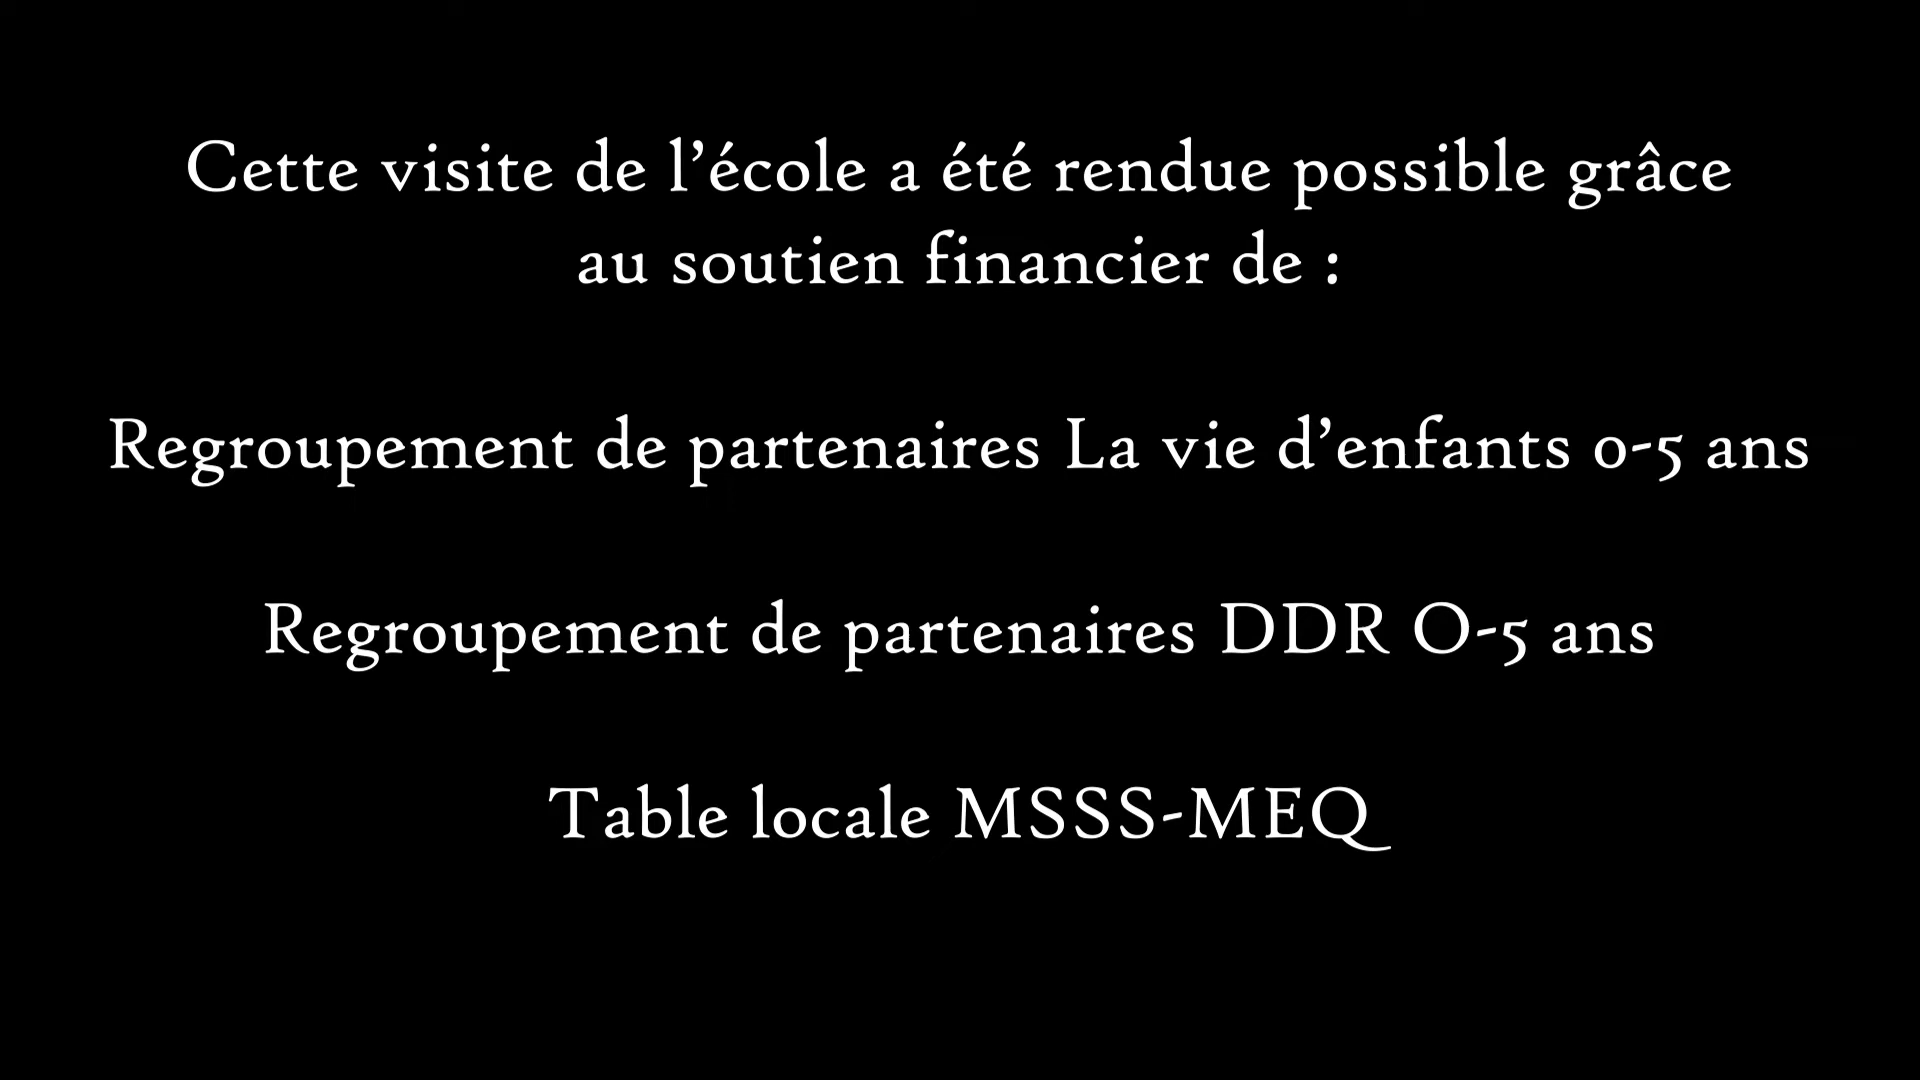 Cette visite de l’école a été rendue possible grâce
au soutien financier de :
Regroupement de partenaires La vie d’enfants 0-5 ans
Regroupement de partenaires DDR O-5 ans
Table locale MSSS-MEQ